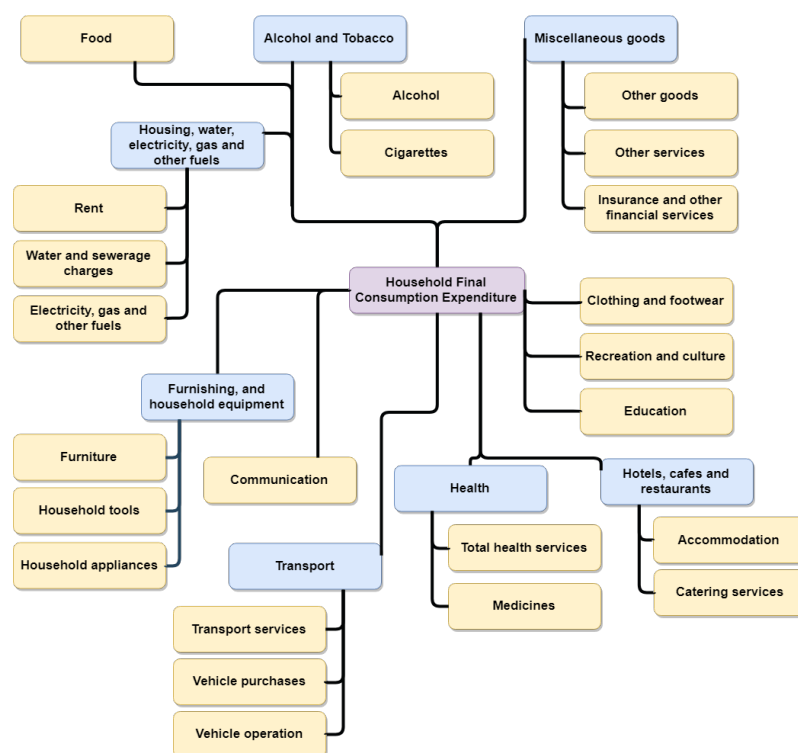 Food
Alcohol and Tobacco
Miscellaneous goods
Alcohol
Cigarettes
Other goods
Other services
Insurance and other
financial services
Housing, water,
electricity, gas and
other fuels
Rent
Water and sewerage
charges
Electricity, gas and
other fuels
Household Final
Consumption Expenditure
Clothing and footwear
Recreation and culture
Education
Furnishing, and
household equipment
Furniture
Household tools
Household appliances
Communication
Health
Total health services
Medicines
Hotels, cafes and
restaurants
Accommodation
Catering services
Transport
Transport services
Vehicle purchases
Vehicle operation